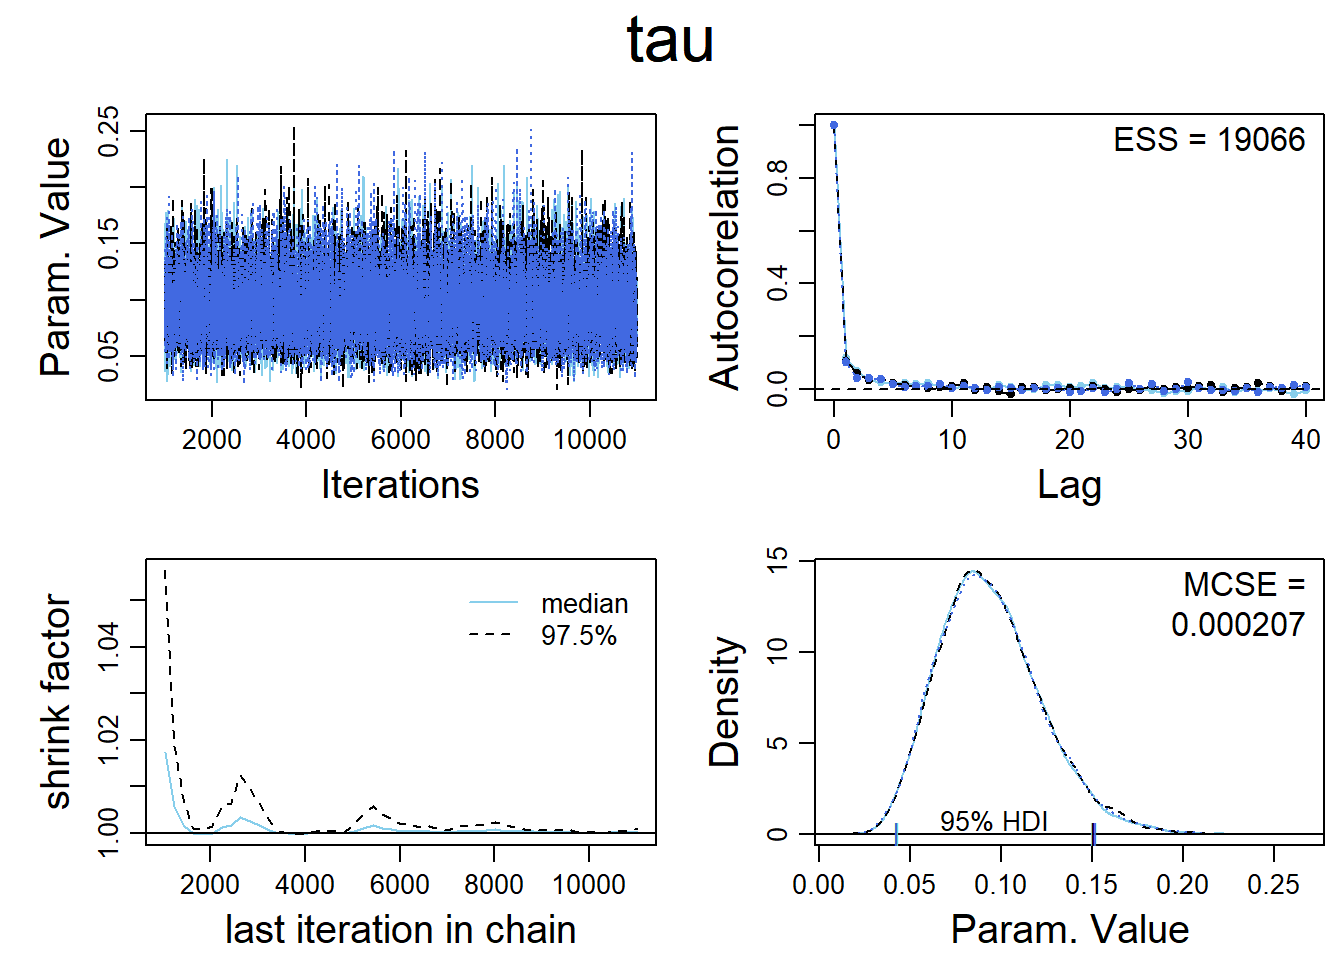 tau
0.05 0.15 0.25
Param. Value
2000 4000 6000 8000 10000
Iterations
ESS = 19066
0.0 0.4 0.8
Autocorrelation
0 10 20 30 40
Lag
median
97.5%
1.00 1.02 1.04
shrink factor
2000 4000 6000 8000 10000
last iteration in chain
MCSE =
0.000207
0 5 10 15
Density
95% HDI
0.00 0.05 0.10 0.15 0.20 0.25
Param. Value